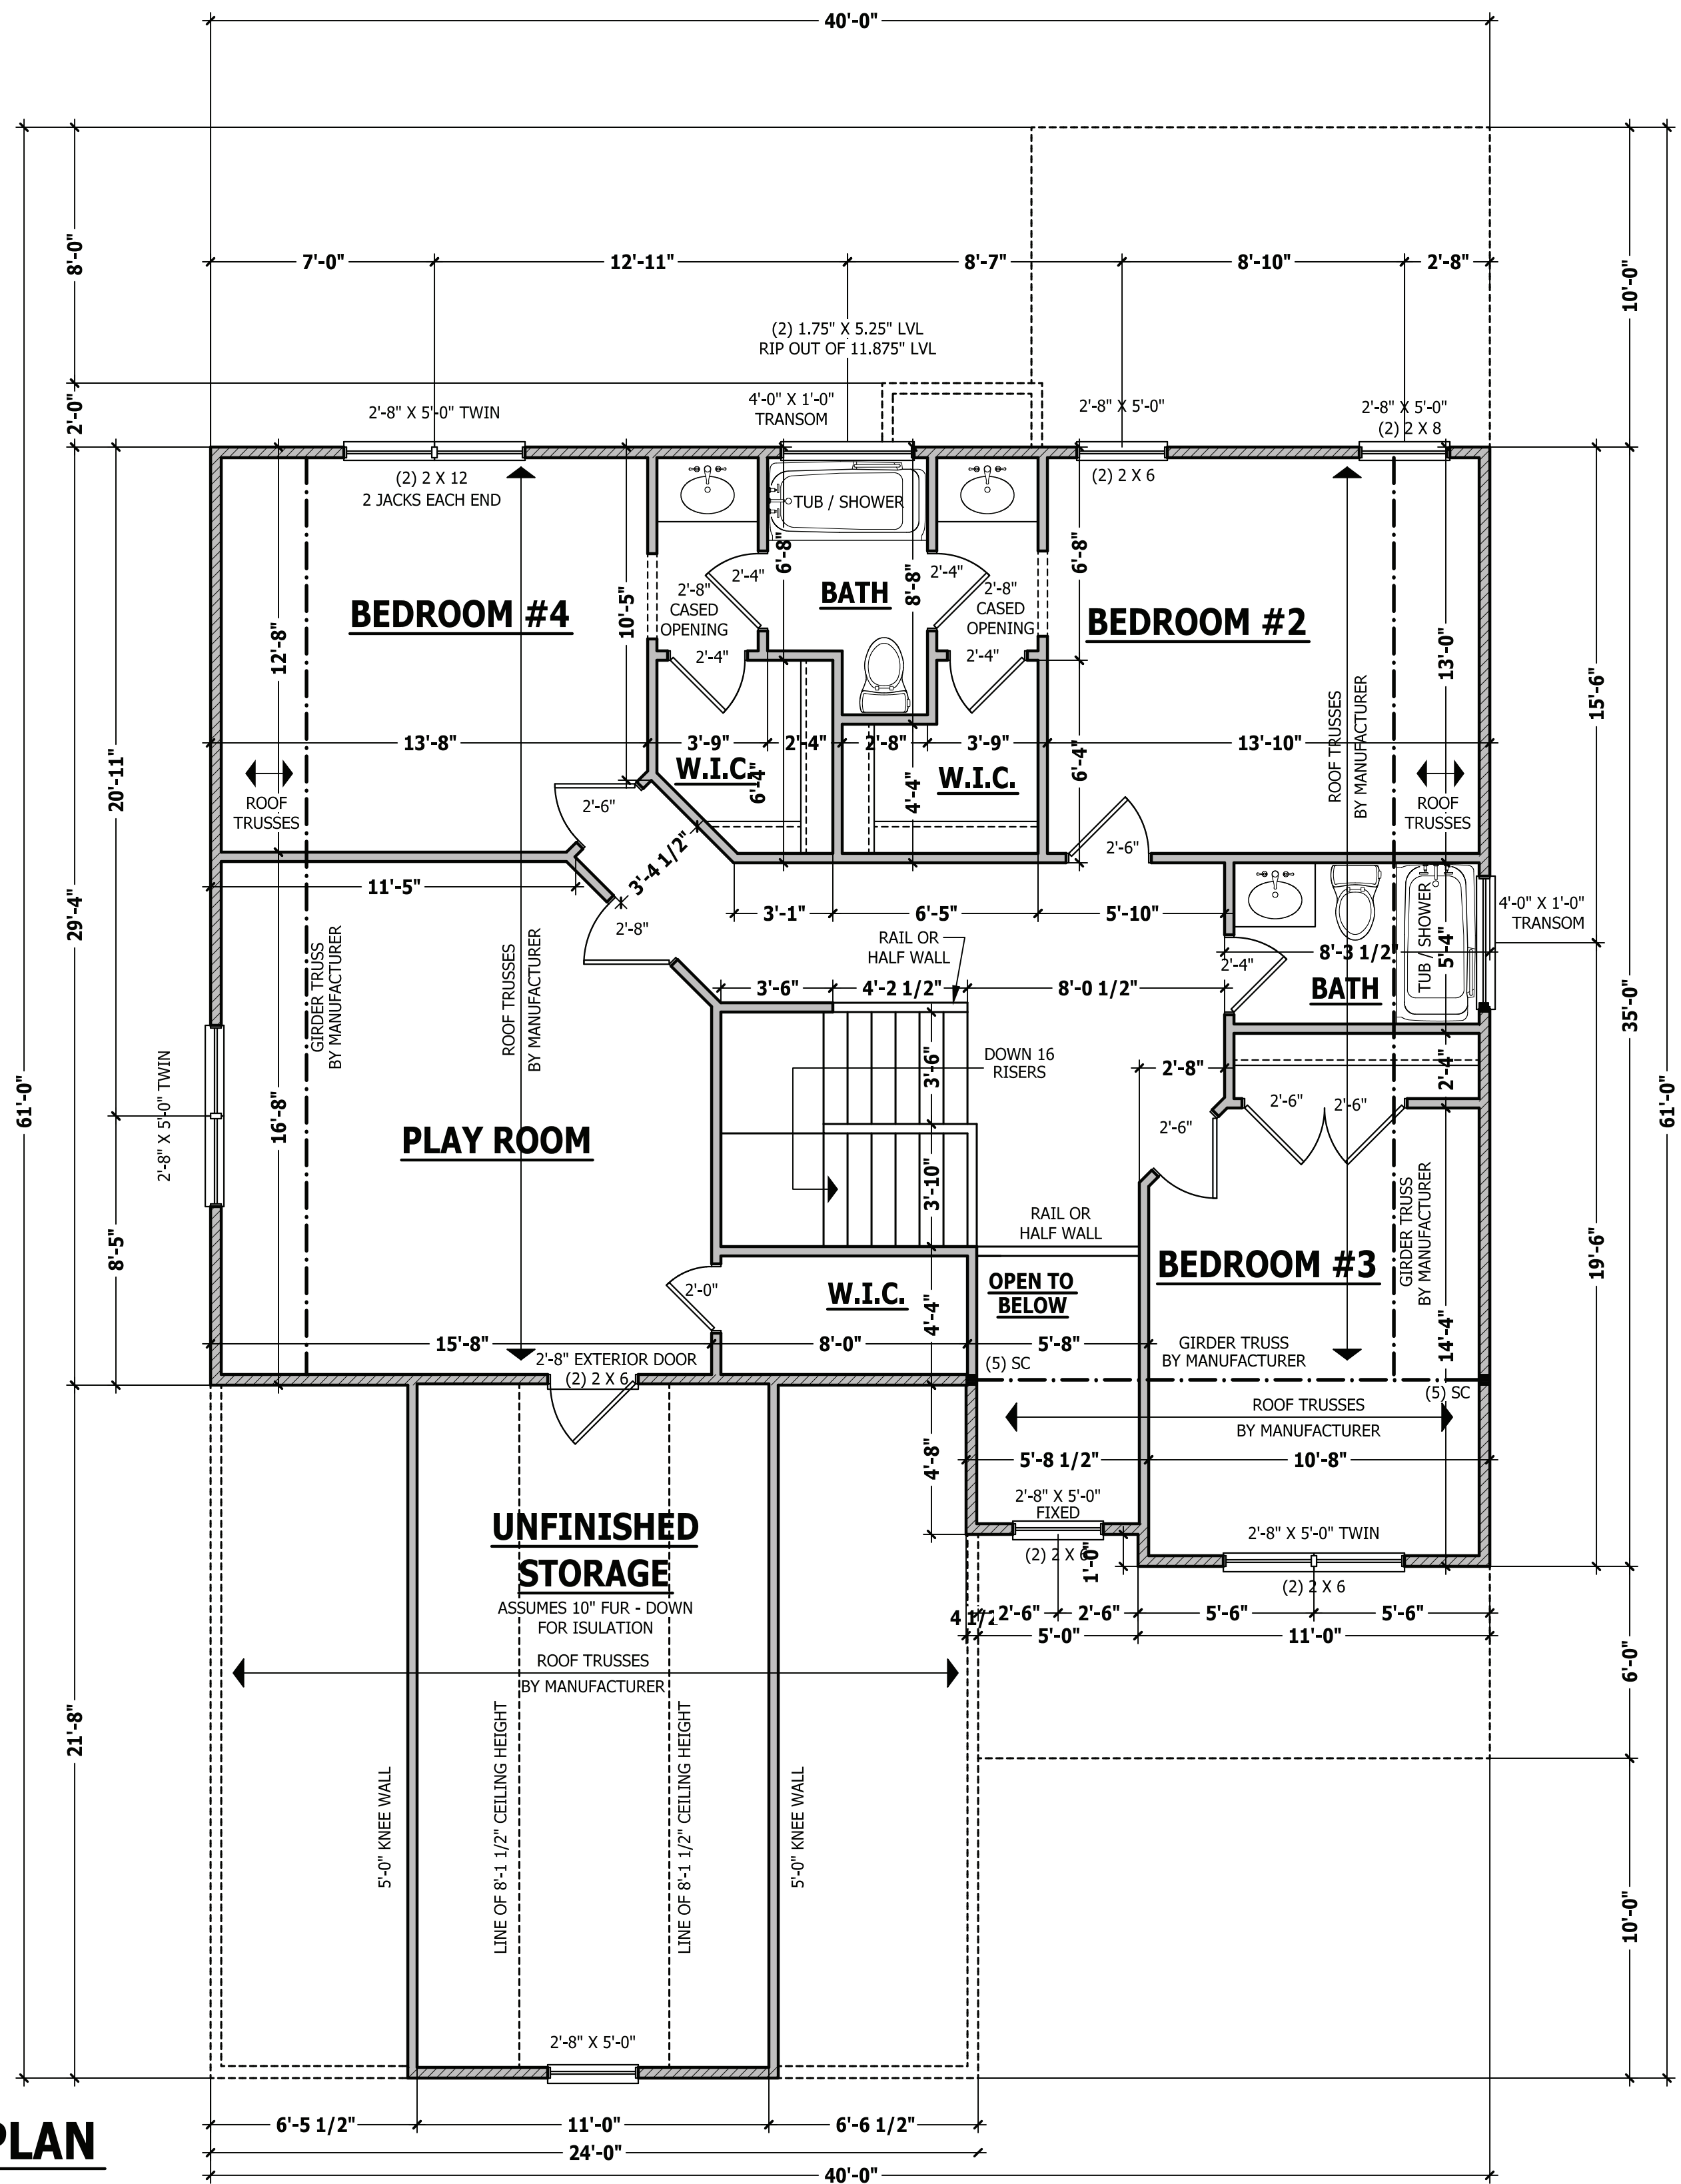 40'-0"
8'-0"
10'-0"
7'-0"
12'-11"
8'-7"
8'-10"
2'-8"
(2) 1.75" X 5.25" LVL
RIP OUT OF 11.875" LVL
2'-0"
2'-8" X 5'-0" TWIN
4'-0" X 1'-0"
TRANSOM
2'-8" X 5'-0"
2'-8" X 5'-0"
(2) 2 X 8
(2) 2 X 12
2 JACKS EACH END
(2) 2 X 6
TUB / SHOWER
6'-8"
8'-8"
6'-8"
2'-4"
2'-4"
2'-8"
CASED
OPENING
2'-8"
CASED
OPENING
BATH
BEDROOM #4
BEDROOM #2
10'-5"
12'-8"
13'-0"
15'-6"
2'-4"
2'-4"
ROOF TRUSSES
BY MANUFACTURER
13'-8"
3'-9"
2'-4"
2'-8"
3'-9"
13'-10"
W.I.C.
W.I.C.
6'-4"
4'-4"
6'-4"
20'-11"
ROOF
TRUSSES
ROOF
TRUSSES
2'-6"
2'-6"
3'-4 1/2"
11'-5"
3'-1"
6'-5"
5'-10"
2'-8"
RAIL OR
HALF WALL
4'-0" X 1'-0"
TRANSOM
TUB / SHOWER
5'-4"
8'-3 1/2"
2'-4"
BATH
29'-4"
GIRDER TRUSS
BY MANUFACTURER
ROOF TRUSSES
BY MANUFACTURER
3'-6"
4'-2 1/2"
8'-0 1/2"
35'-0"
61'-0"
61'-0"
2'-8" X 5'-0" TWIN
16'-8"
3'-6"
DOWN 16
RISERS
2'-8"
2'-4"
2'-6"
2'-6"
2'-6"
PLAY ROOM
3'-10"
RAIL OR
HALF WALL
8'-5"
19'-6"
BEDROOM #3
GIRDER TRUSS
BY MANUFACTURER
OPEN TO
BELOW
W.I.C.
2'-0"
4'-4"
14'-4"
15'-8"
8'-0"
5'-8"
GIRDER TRUSS
BY MANUFACTURER
2'-8" EXTERIOR DOOR
(2) 2 X 6
(5) SC
(5) SC
ROOF TRUSSES
BY MANUFACTURER
4'-8"
5'-8 1/2"
10'-8"
2'-8" X 5'-0"
FIXED
(2) 2 X 6
1'-0"
2'-8" X 5'-0" TWIN
(2) 2 X 6
UNFINISHED
STORAGE
ASSUMES 10" FUR - DOWN
FOR ISULATION
4 1/2
2'-6"
2'-6"
5'-6"
5'-6"
5'-0"
11'-0"
6'-0"
ROOF TRUSSES
BY MANUFACTURER
21'-8"
5'-0" KNEE WALL
LINE OF 8'-1 1/2" CEILING HEIGHT
LINE OF 8'-1 1/2" CEILING HEIGHT
5'-0" KNEE WALL
10'-0"
2'-8" X 5'-0"
6'-5 1/2"
11'-0"
6'-6 1/2"
PLAN
24'-0"
40'-0"